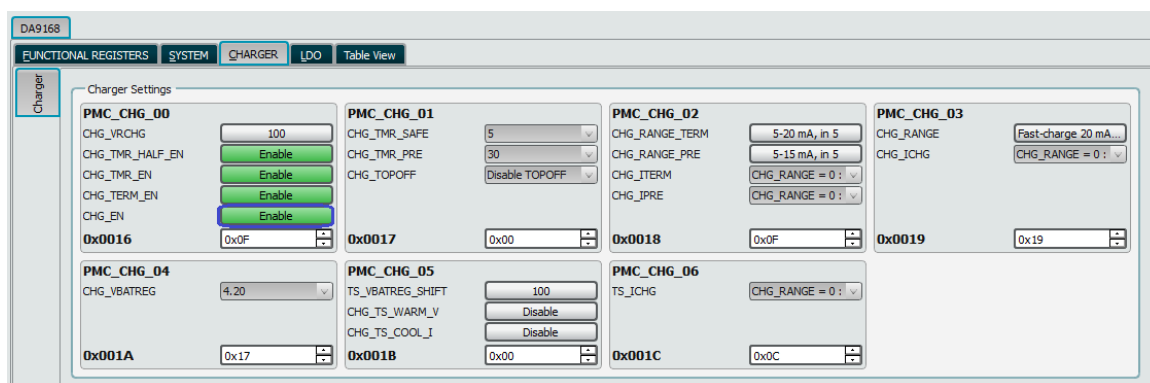 DA9168
FUNCTIONAL REGISTERS SYSTEM CHARGER LDO Table View
Charger
Charger Settings
PMC_CHG_00 PMC_CHG_01 PMC_CHG_02 PMC_CHG_03
CHG_VRCHG 100 CHG_TMR_SAFE 5 CHG_RANGE_TERM 5-20 mA, in 5 CHG_RANGE Fast-charge 20 mA...
CHG_TMR_HALF_EN Enable CHG_TMR_PRE 30 CHG_RANGE_PRE 5-15 mA, in 5 CHG_ICHG CHG_RANGE = 0 :
CHG_TMR_EN Enable CHG_TOPOFF Disable TOPOFF CHG_ITERM CHG_RANGE = 0 :
CHG_TERM_EN Enable CHG_IPRE CHG_RANGE = 0 :
CHG_EN Enable
0x0016 0x0F 0x0017 0x00 0x0018 0x0F 0x0019 0x19
PMC_CHG_04 PMC_CHG_05 PMC_CHG_06
CHG_VBATREG 4.20 TS_VBATREG_SHIFT 100 TS_ICHG CHG_RANGE = 0 :
CHG_TS_WARM_V Disable
CHG_TS_COOL_I Disable
0x001A 0x17 0x001B 0x00 0x001C 0x0C